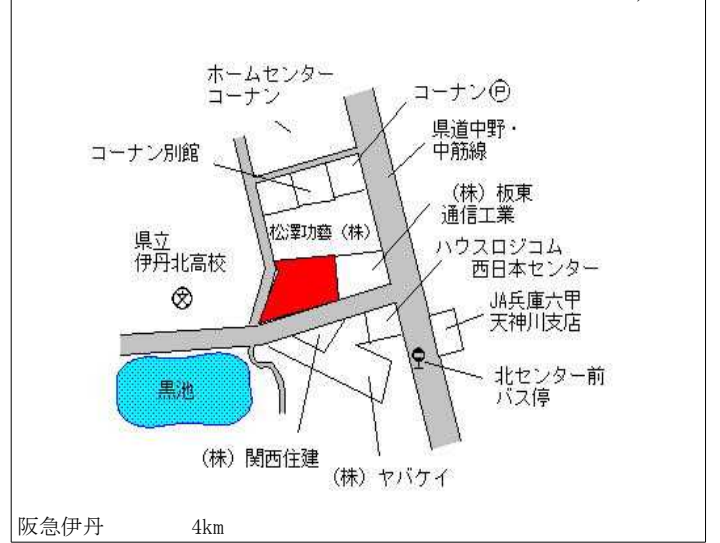 ホームセンター
コーナン
コーナンⓅ
県道中野・
中筋線
コーナン別館
(株) 板東
通信工業
松澤功藝 (株)
県立
伊丹北高校
文
ハウスロジコム
西日本センター
JA兵庫六甲
天神川支店
黒池
北センター前
バス停
(株) 関西住建
(株) ヤバケイ
阪急伊丹 4km